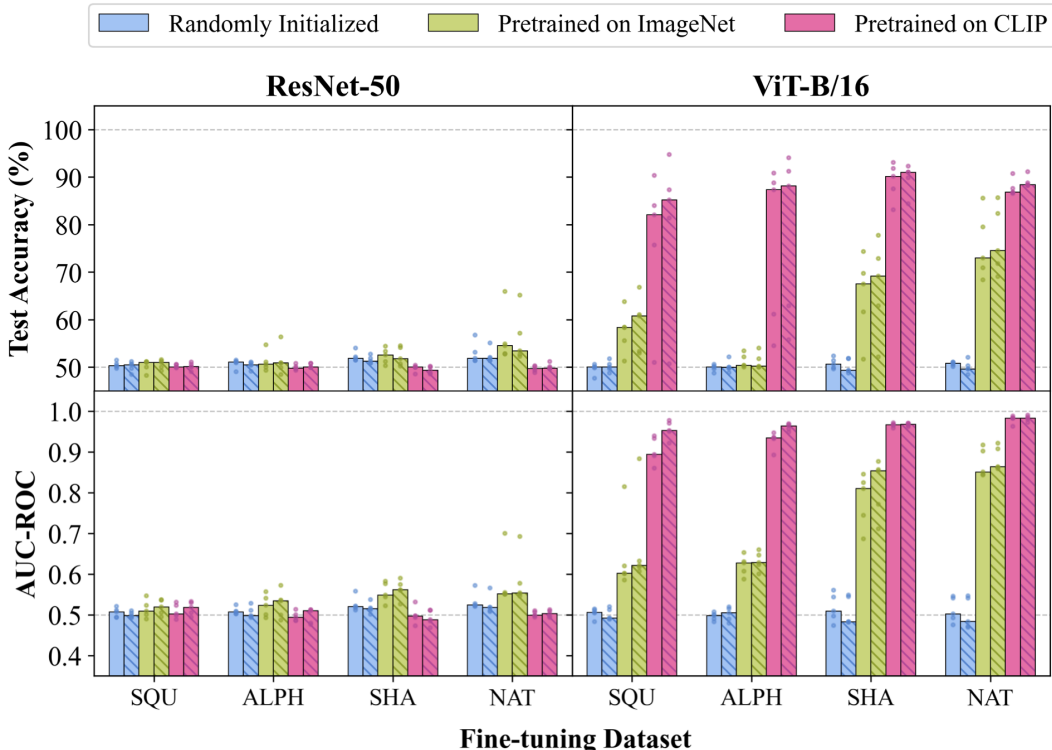 Randomly Initialized Pretrained on ImageNet Pretrained on CLIP
ResNet-50 ViT-B/16
Test Accuracy (%)
100
90
80
70
60
50
AUC-ROC
1.0
0.9
0.8
0.7
0.6
0.5
0.4
SQU ALPH SHA NAT SQU ALPH SHA NAT
Fine-tuning Dataset